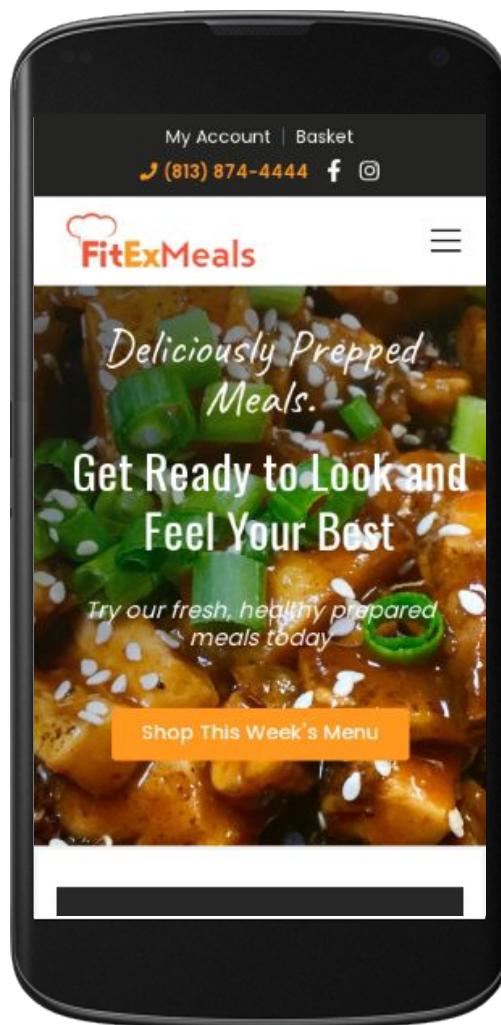 My Account | Basket
(813) 874-4444
FitExMeals
Deliciously Prepped
Meals.
Get Ready to Look and
Feel Your Best
Try our fresh, healthy prepared
meals today
Shop This Week's Menu